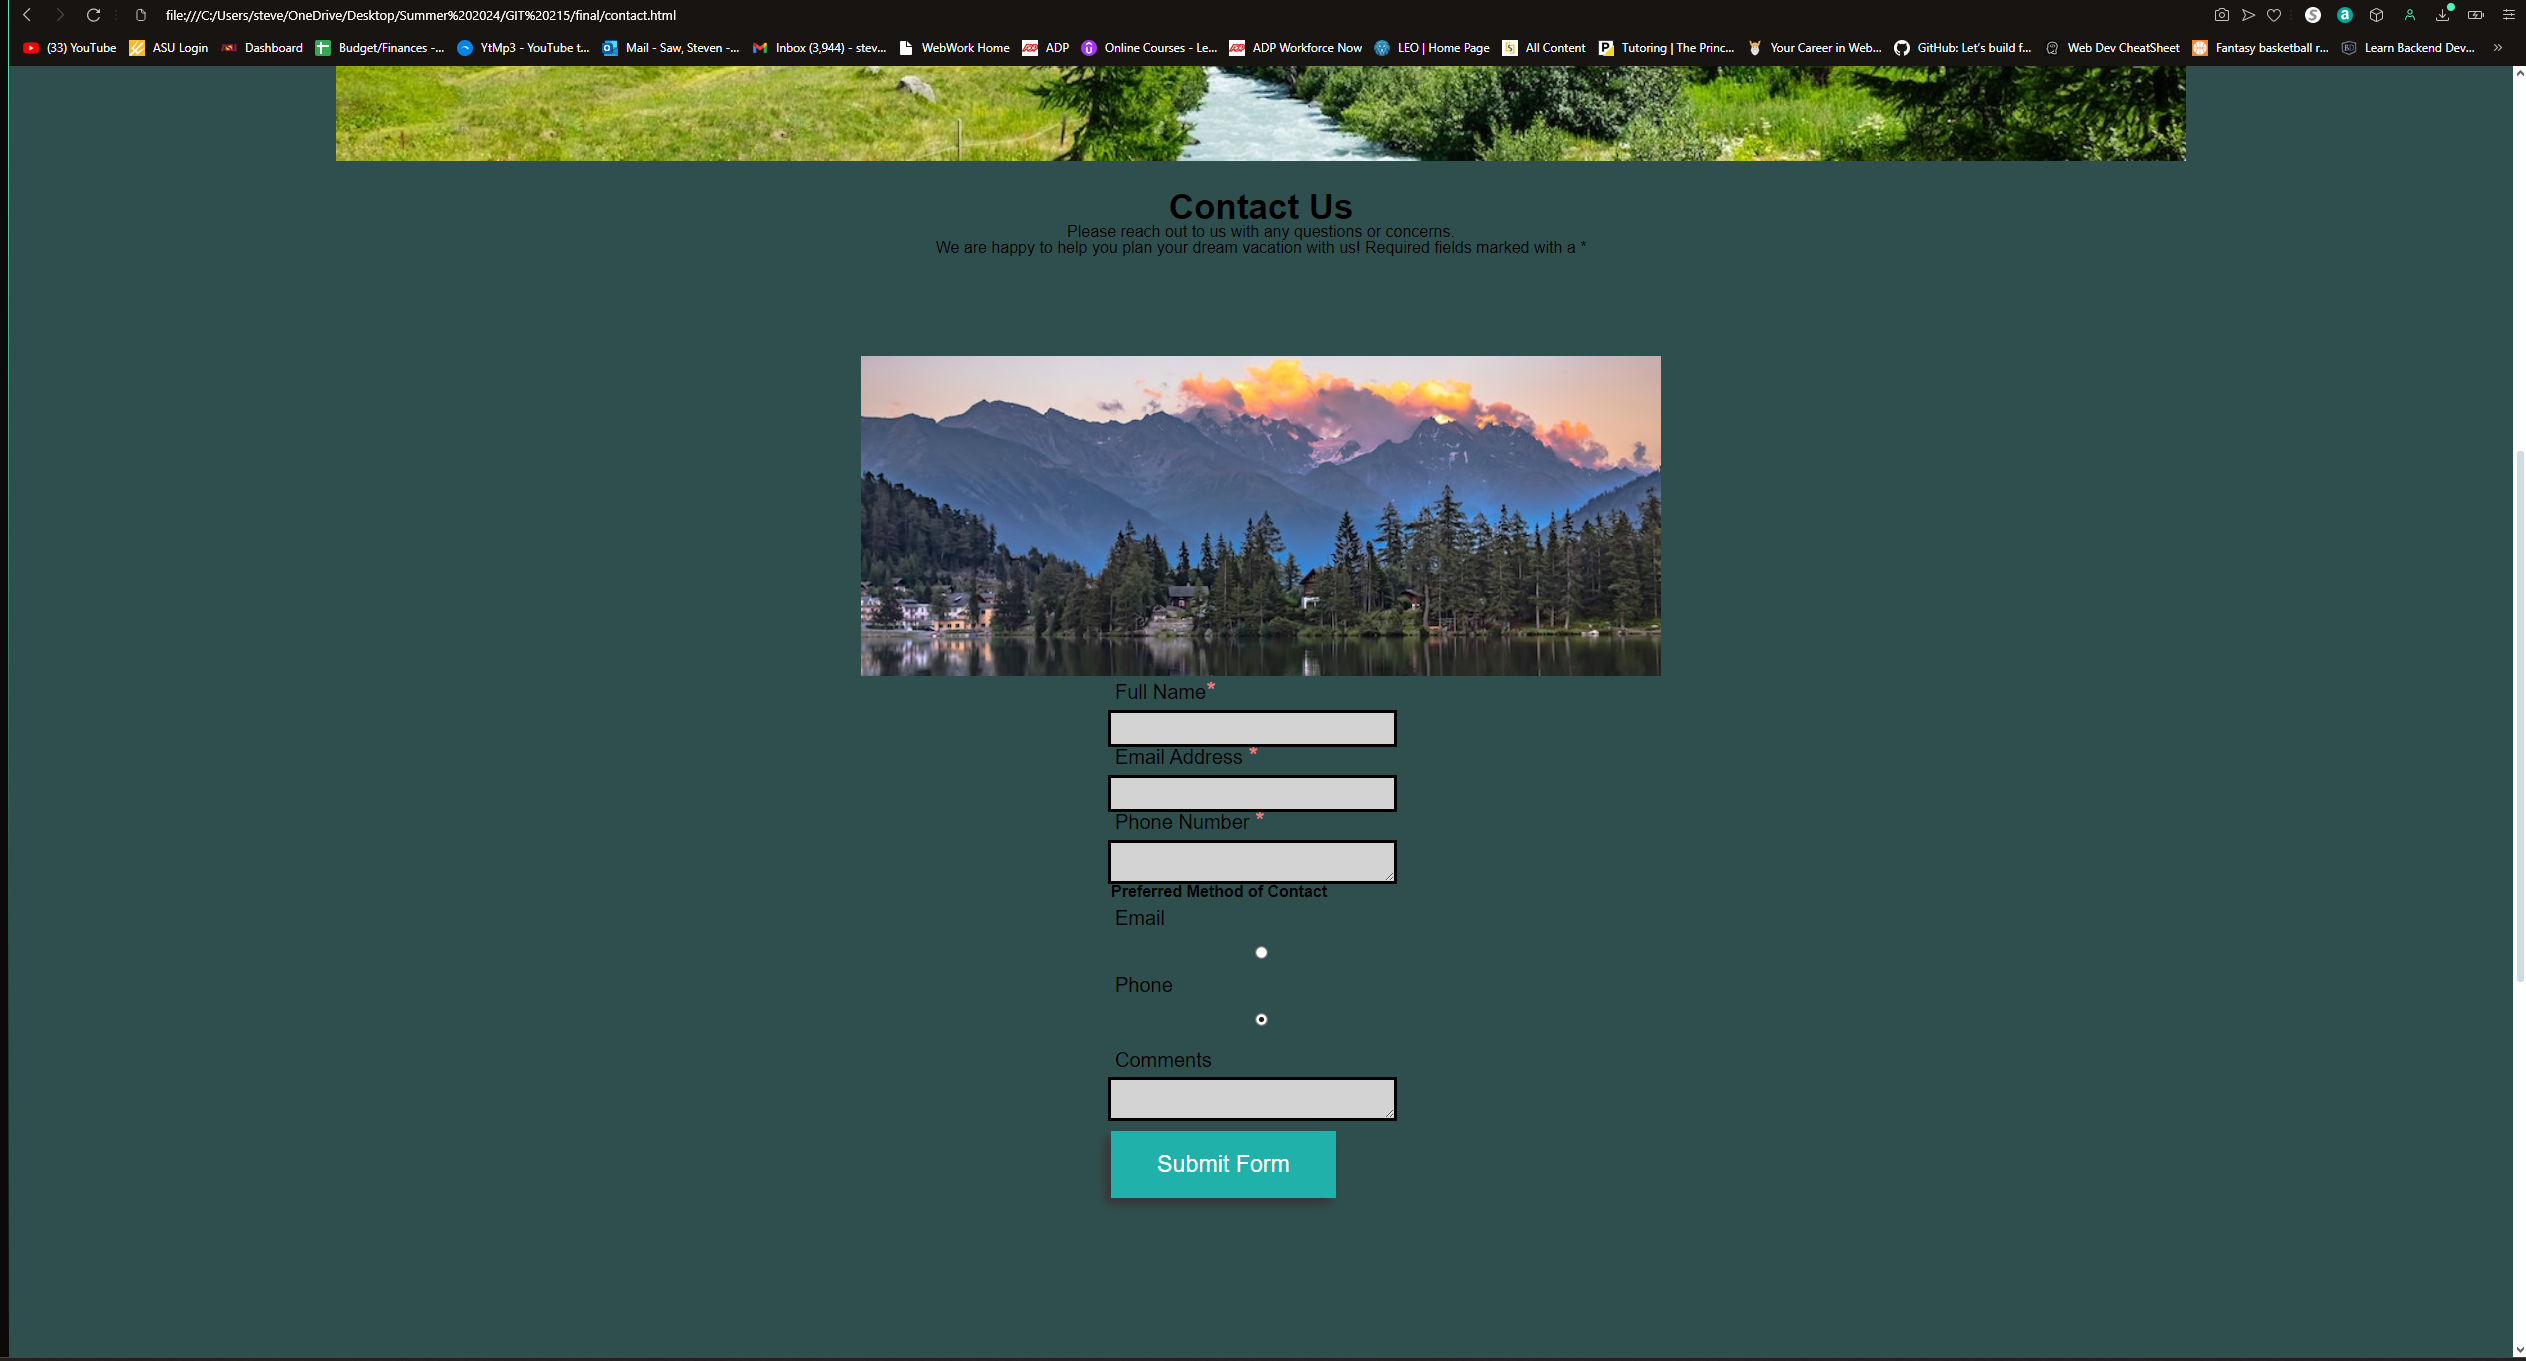 file:///C:/Users/steve/OneDrive/Desktop/Summer%202024/GIT%20215/final/contact.html
(33) YouTube ASU Login Dashboard Budget/Finances -... YtMp3 - YouTube t... Mail - Saw, Steven -... Inbox (3,944) - stev... WebWork Home ADP Online Courses - Le... ADP Workforce Now LEO | Home Page All Content Tutoring | The Princ... Your Career in Web... GitHub: Let's build f... Web Dev CheatSheet Fantasy basketball r... Learn Backend Dev... »
Contact Us
Please reach out to us with any questions or concerns.
We are happy to help you plan your dream vacation with us! Required fields marked with a *
Full Name*
Email Address *
Phone Number *
Preferred Method of Contact
Email
Phone
Comments
Submit Form